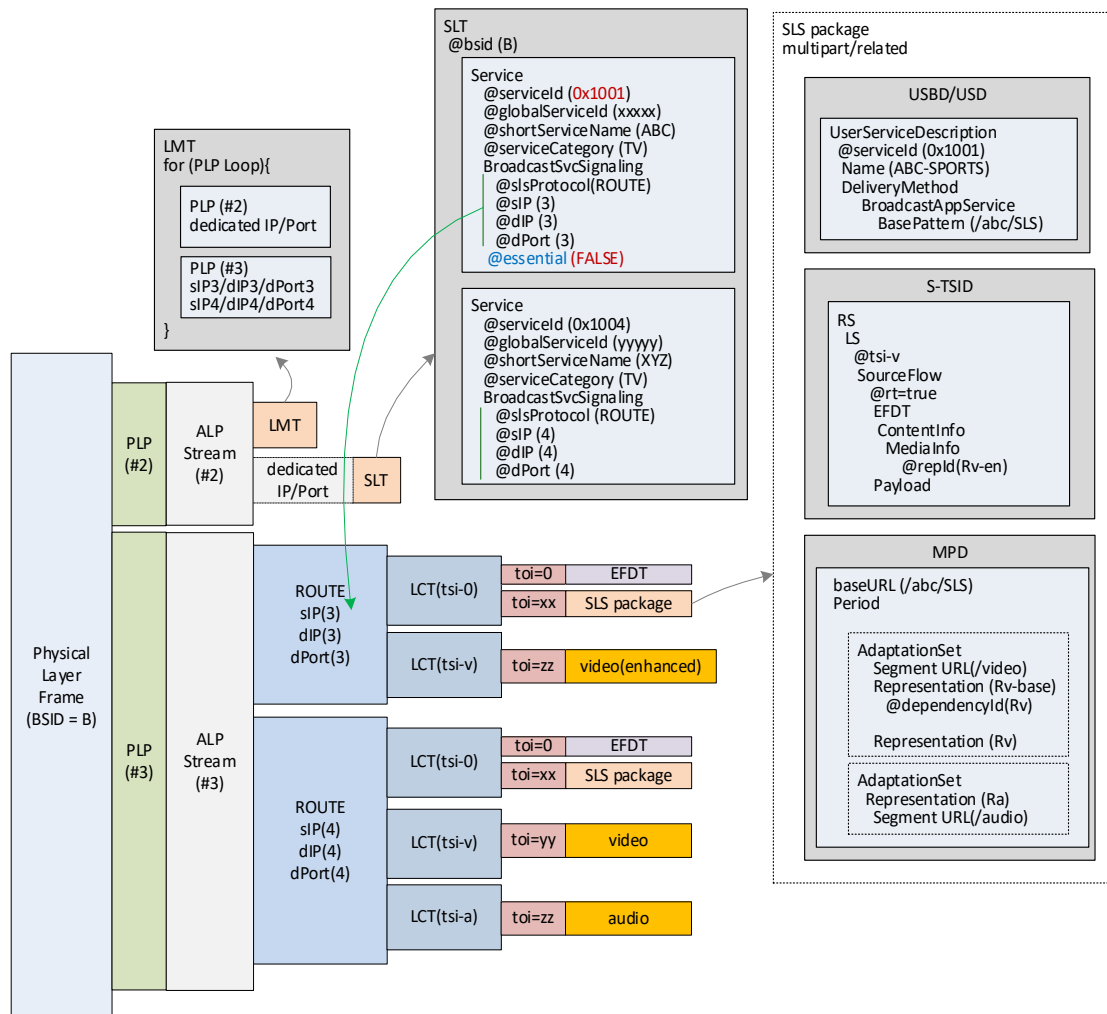 SLT
@bsid (B)
Service
@serviceId (0x1001)
@globalServiceId (xxxxx)
@shortServiceName (ABC)
@serviceCategory (TV)
BroadcastSvcSignaling
@slsProtocol(ROUTE)
@sIP (3)
@dIP (3)
@dPort (3)
@essential (FALSE)
Service
@serviceId (0x1004)
@globalServiceId (yyyyy)
@shortServiceName (XYZ)
@serviceCategory (TV)
BroadcastSvcSignaling
@slsProtocol (ROUTE)
@sIP (4)
@dIP (4)
@dPort (4)
LMT
for (PLP Loop){
PLP (#2)
dedicated IP/Port
PLP (#3)
sIP3/dIP3/dPort3
sIP4/dIP4/dPort4
}
SLS package
multipart/related
USBD/USD
UserServiceDescription
@serviceId (0x1001)
Name (ABC-SPORTS)
DeliveryMethod
BroadcastAppService
BasePattern (/abc/SLS)
S-TSID
RS
LS
@tsi-v
SourceFlow
@rt=true
EFDT
ContentInfo
MediaInfo
@repId(Rv-en)
Payload
MPD
baseURL (/abc/SLS)
Period
AdaptationSet
Segment URL(/video)
Representation (Rv-base)
@dependencyId(Rv)
Representation (Rv)
AdaptationSet
Representation (Ra)
Segment URL(/audio)
Physical
Layer
Frame
(BSID = B)
PLP
(#2)
ALP
Stream
(#2)
LMT
dedicated
IP/Port
SLT
PLP
(#3)
ALP
Stream
(#3)
ROUTE
sIP(3)
dIP(3)
dPort(3)
LCT(tsi-0)
toi=0
EFDT
toi=xx
SLS package
LCT(tsi-v)
toi=zz
video(enhanced)
ROUTE
sIP(4)
dIP(4)
dPort(4)
LCT(tsi-0)
toi=0
EFDT
toi=xx
SLS package
LCT(tsi-v)
toi=yy
video
LCT(tsi-a)
toi=zz
audio